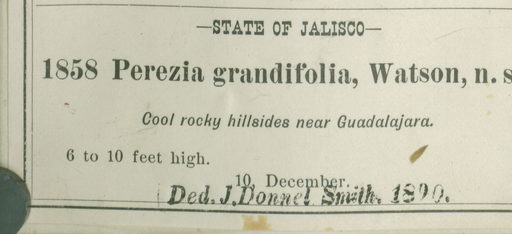 —STATE OF JALISCO—
1858 Perezia grandifolia, Watson, n. s
Cool rocky hillsides near Guadalajara.
6 to 10 feet high.
10 December.
Ded. J. Donnel Smith. 1890.